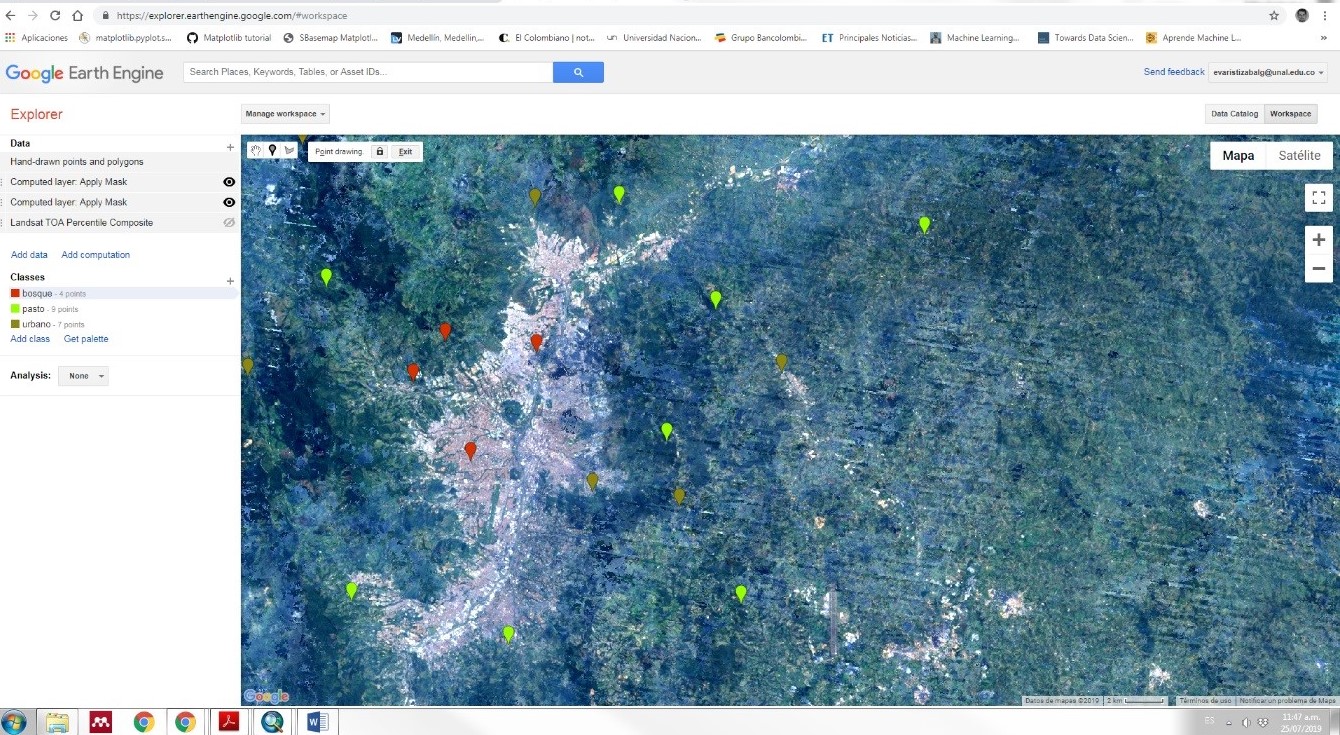 https://explorer.earthengine.google.com/#workspace
Aplicaciones matplotlib.pyplot.s... Matplotlib tutorial SBasemap Matplotl... Medellín, Medellin,... El Colombiano | not... Universidad Nacion... Grupo Bancolombi... Principales Noticias... Machine Learning... Towards Data Scien... Aprende Machine L... »
Google Earth Engine Search Places, Keywords, Tables, or Asset IDs... Send feedback evaristizabalg@unal.edu.co
Explorer Manage workspace Data Catalog Workspace
Data +
Hand-drawn points and polygons
Computed layer: Apply Mask
Computed layer: Apply Mask
Landsat TOA Percentile Composite
Add data Add computation
Classes +
bosque - 4 points
pasto - 9 points
urbano - 7 points
Add class Get palette
Analysis: None
Point drawing. Exit
Mapa Satélite
+
−
Google
Datos de mapas ©2019 2 km Términos de uso Notificar un problema de Maps
W ES 11:47 a.m.
25/07/2019